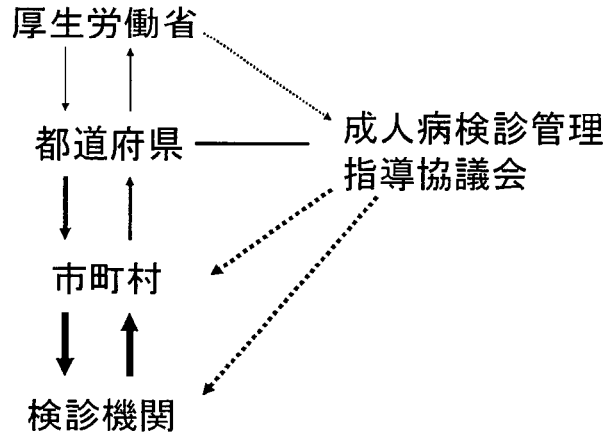 厚生労働省
都道府県
成人病検診管理
指導協議会
市町村
検診機関